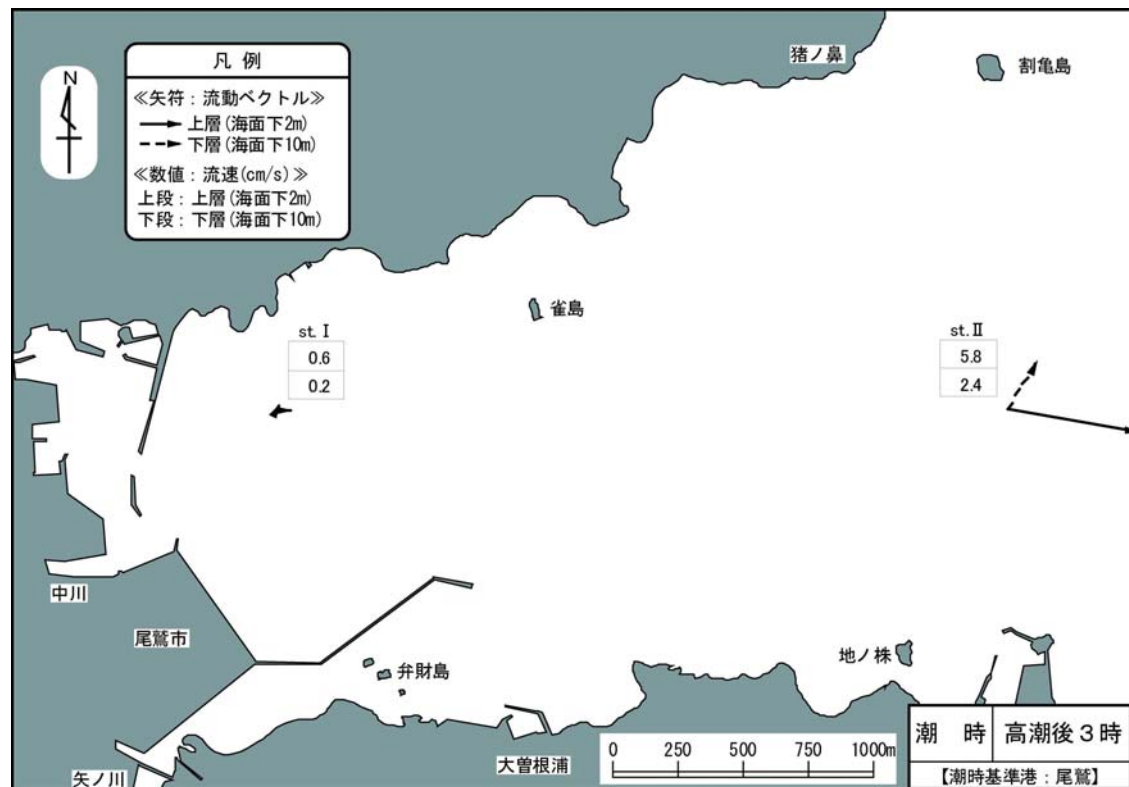 N
凡 例
≪矢符：流動ベクトル≫
上層(海面下2m)
下層(海面下10m)
≪数値：流速(cm/s)≫
上段：上層(海面下2m)
下段：下層(海面下10m)
猪ノ鼻
割亀島
雀島
st.Ⅰ
0.6
0.2
st.Ⅱ
5.8
2.4
中川
尾鷲市
弁財島
地ノ株
矢ノ川
大曽根浦
0 250 500 750 1000m
潮 時 高潮後３時
【潮時基準港：尾鷲】